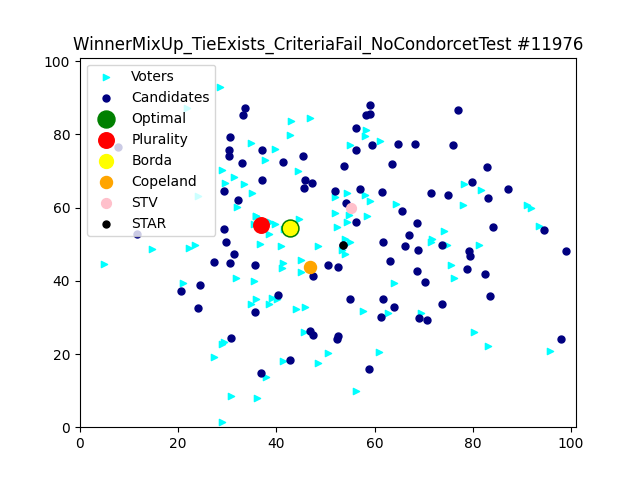 WinnerMixUp_TieExists_CriteriaFail_NoCondorcetTest #11976
100
80
60
40
20
0
Voters
Candidates
Optimal
Plurality
Borda
Copeland
STV
STAR
0 20 40 60 80 100